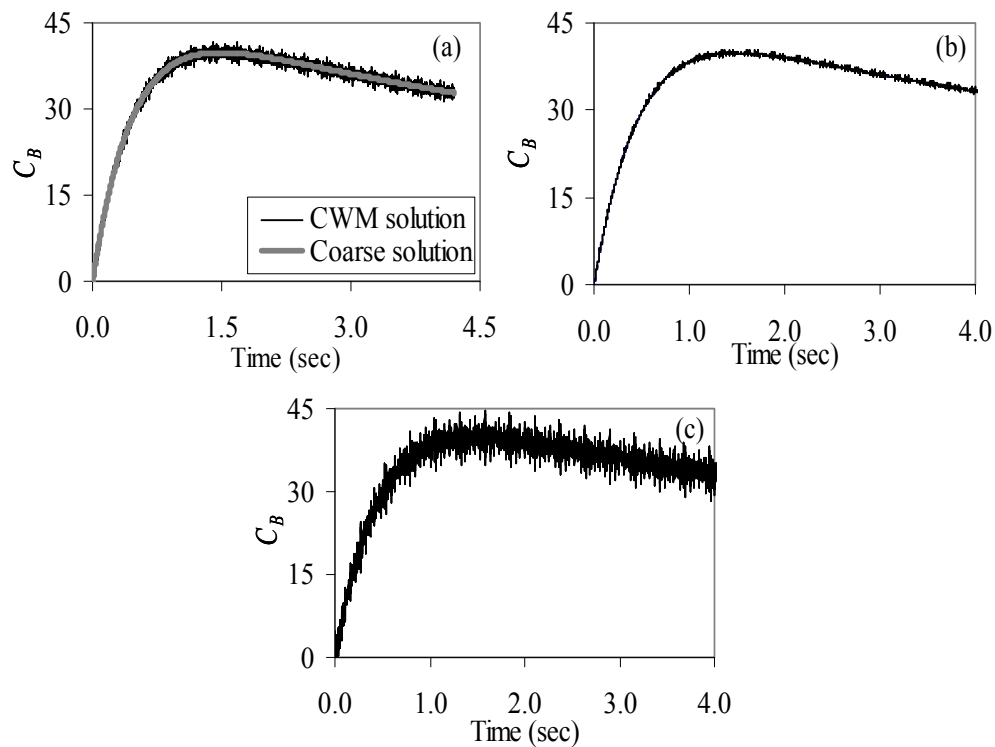 45
(a)
30
C_B
15
CWM solution
Coarse solution
0
0.0 1.5 3.0 4.5
Time (sec)
45
(b)
30
C_B
15
0
0.0 1.0 2.0 3.0 4.0
Time (sec)
45
(c)
30
C_B
15
0
0.0 1.0 2.0 3.0 4.0
Time (sec)